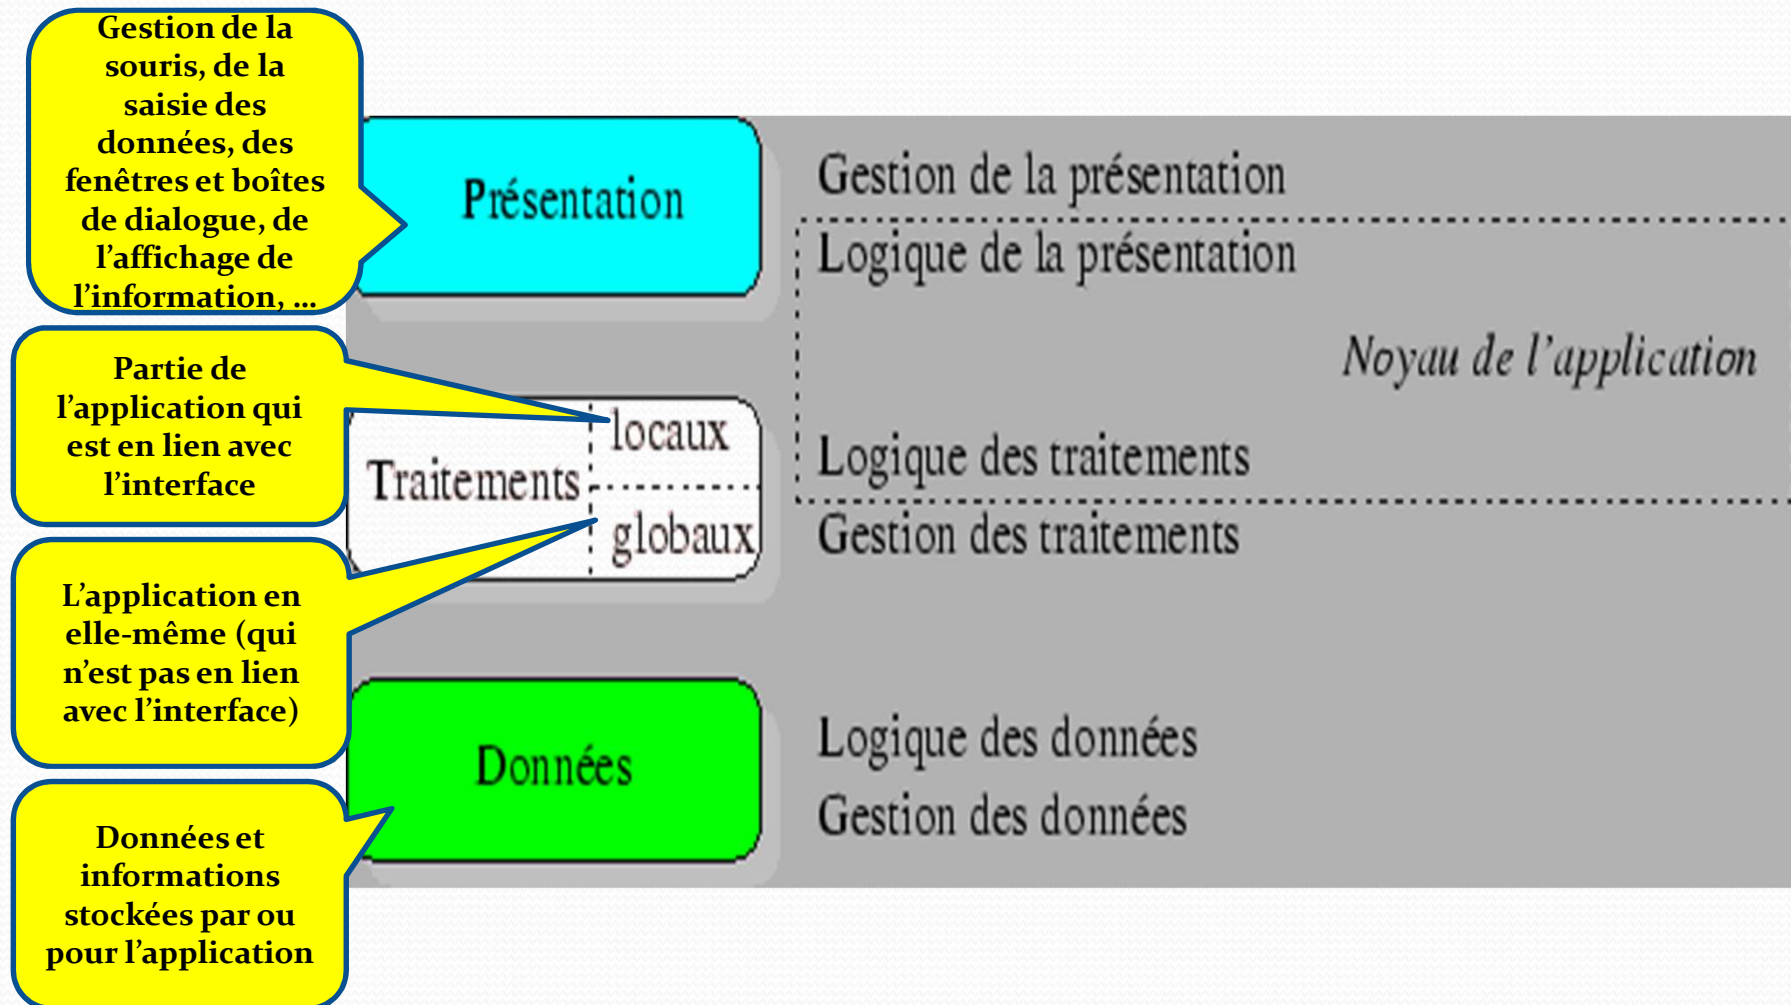 Gestion de la
souris, de la
saisie des
données, des
fenêtres et boîtes
de dialogue, de
l’affichage de
l’information, …
Présentation
Gestion de la présentation
Logique de la présentation
Noyau de l’application
Partie de
l’application qui
est en lien avec
l’interface
Traitements
locaux
globaux
Logique des traitements
Gestion des traitements
L’application en
elle-même (qui
n’est pas en lien
avec l’interface)
Données
Logique des données
Gestion des données
Données et
informations
stockées par ou
pour l’application